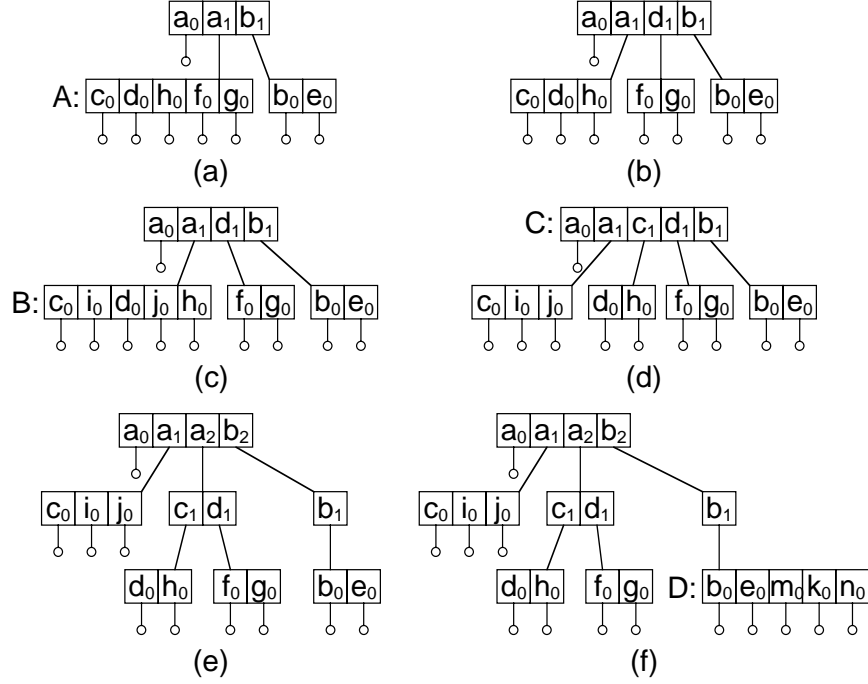 a₀ a₁ b₁
A: c₀ d₀ h₀ f₀ g₀ b₀ e₀
(a)
a₀ a₁ d₁ b₁
c₀ d₀ h₀ f₀ g₀ b₀ e₀
(b)
a₀ a₁ d₁ b₁
B: c₀ i₀ d₀ j₀ h₀ f₀ g₀ b₀ e₀
(c)
C: a₀ a₁ c₁ d₁ b₁
c₀ i₀ j₀ d₀ h₀ f₀ g₀ b₀ e₀
(d)
a₀ a₁ a₂ b₂
c₀ i₀ j₀ c₁ d₁ b₁
d₀ h₀ f₀ g₀ b₀ e₀
(e)
a₀ a₁ a₂ b₂
c₀ i₀ j₀ c₁ d₁ b₁
d₀ h₀ f₀ g₀ D: b₀ e₀ m₀ k₀ n₀
(f)